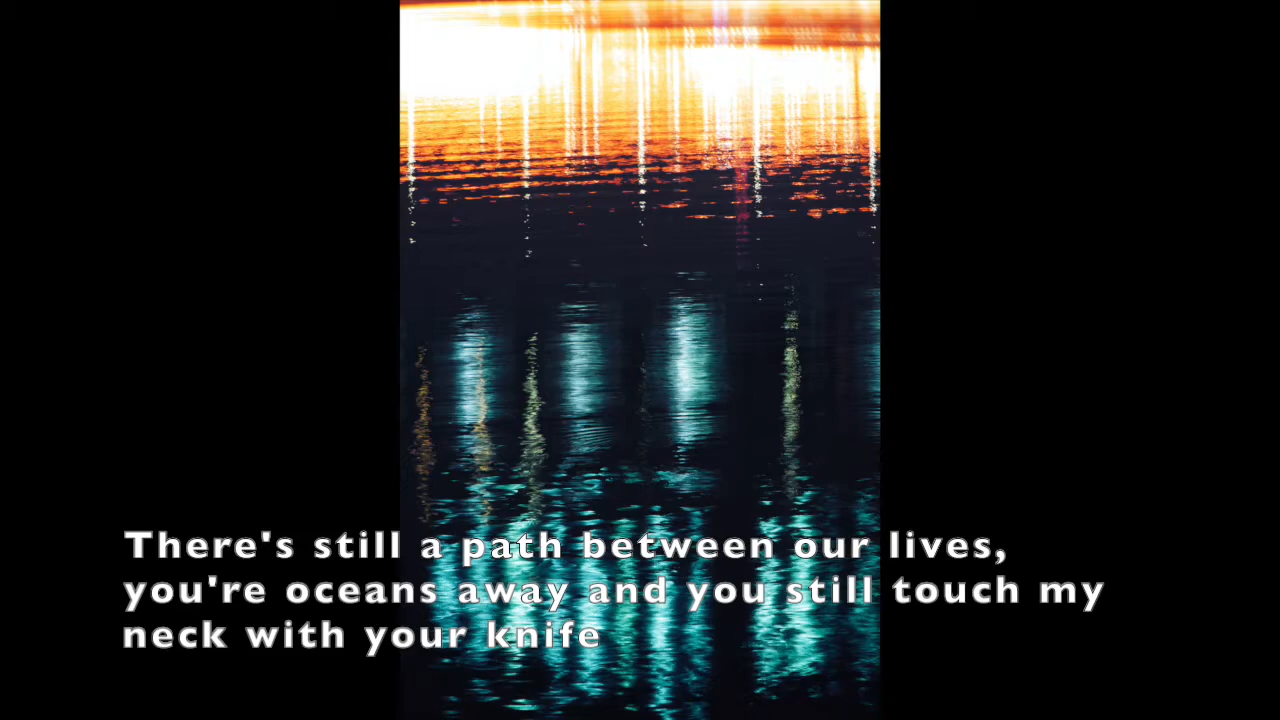 There's still a path between our lives,
you're oceans away and you still touch my
neck with your knife